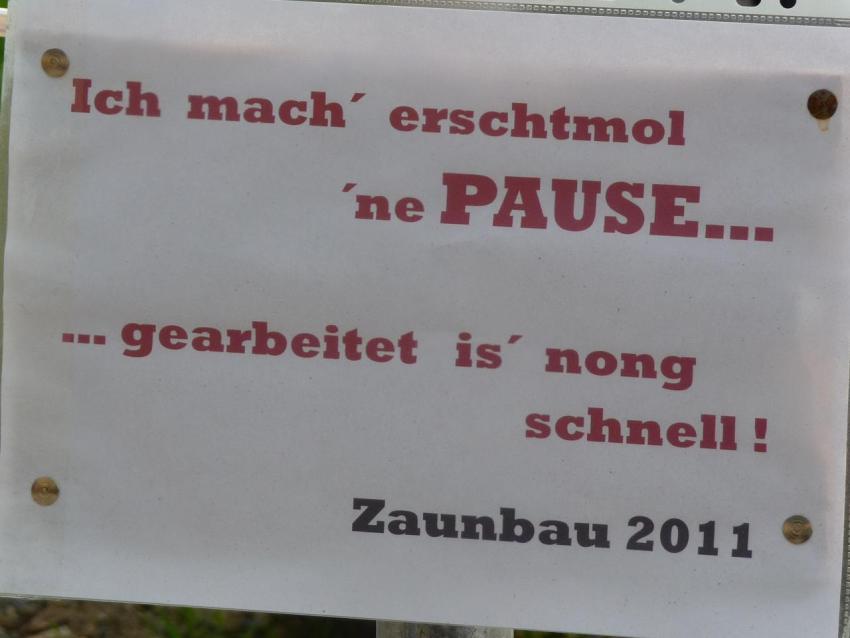 Ich mach´ erschtmol
´ne PAUSE...
... gearbeitet is´ nong
schnell !
Zaunbau 2011